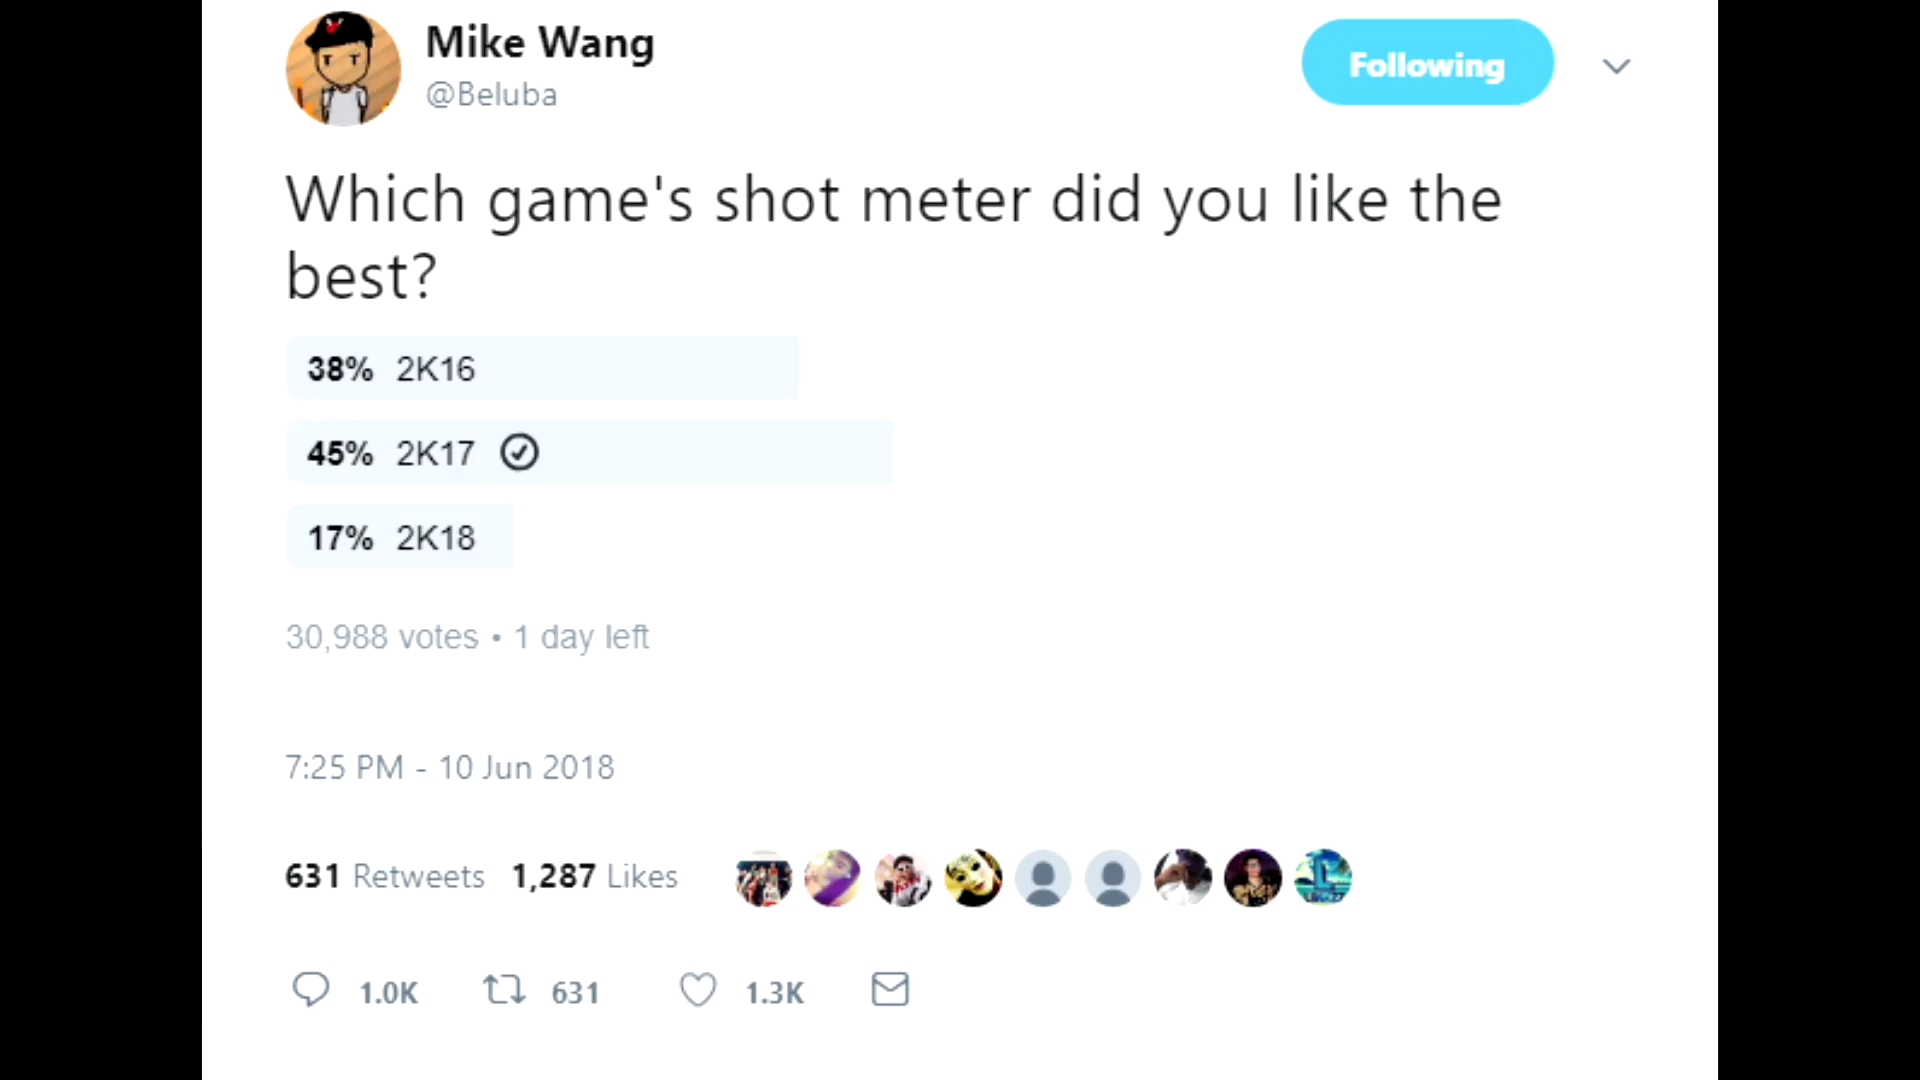 Mike Wang
@Beluba
Following
Which game's shot meter did you like the
best?
38% 2K16
45% 2K17
17% 2K18
30,988 votes • 1 day left
7:25 PM - 10 Jun 2018
631 Retweets 1,287 Likes
1.0K 631 1.3K